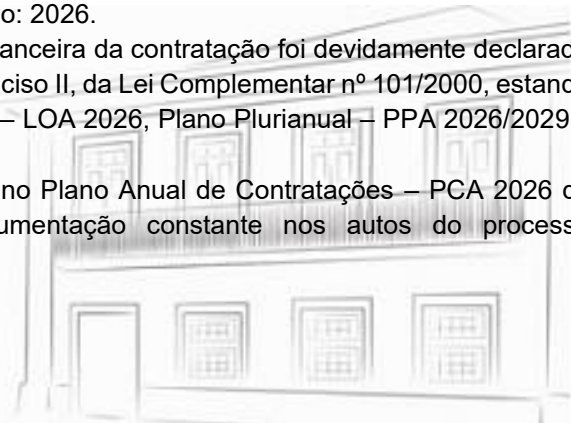 o: 2026.
anceira da contratação foi devidamente declarad
ciso II, da Lei Complementar nº 101/2000, estand
– LOA 2026, Plano Plurianual – PPA 2026/2029
no Plano Anual de Contratações – PCA 2026 d
umentação constante nos autos do process